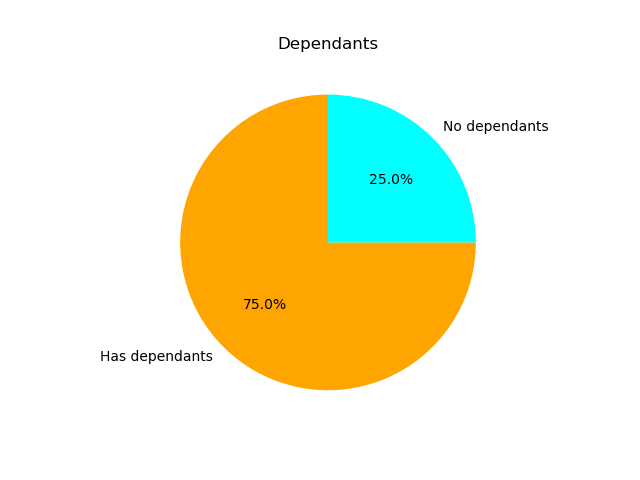 Dependants
No dependants
25.0%
75.0%
Has dependants